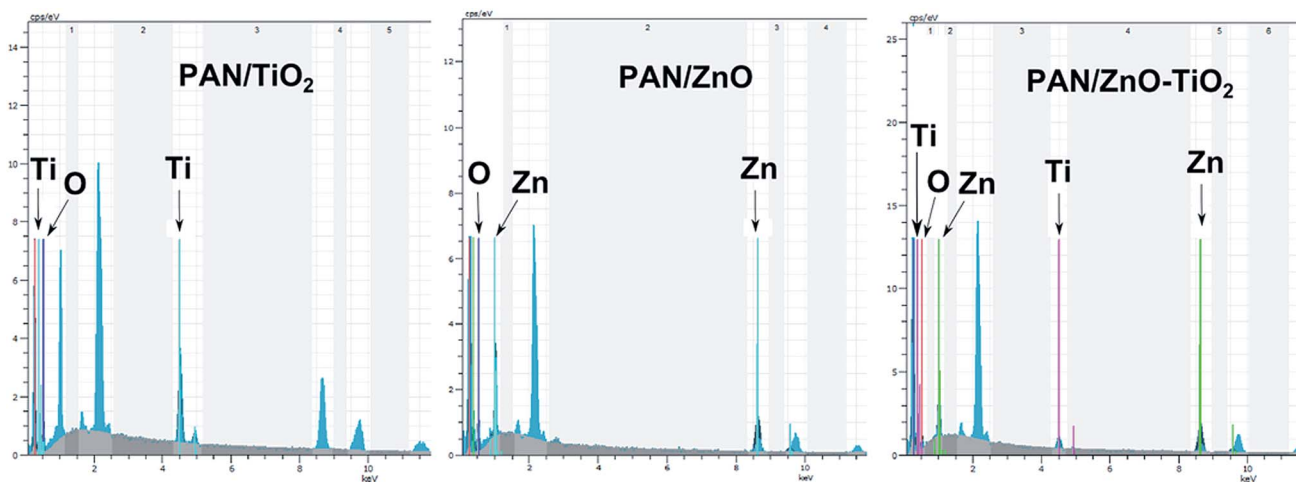 cps/eV
1 2 3 4 5
14
12
10
8
6
4
2
0
PAN/TiO₂
Ti O Ti
2 4 6 8 10
keV
cps/eV
1 2 3 4
12
10
8
6
4
2
0
PAN/ZnO
O Zn Zn
2 4 6 8 10
keV
cps/eV
1 2 3 4 5 6
25
20
15
10
5
0
PAN/ZnO-TiO₂
Ti O Zn Ti Zn
2 4 6 8 10
keV